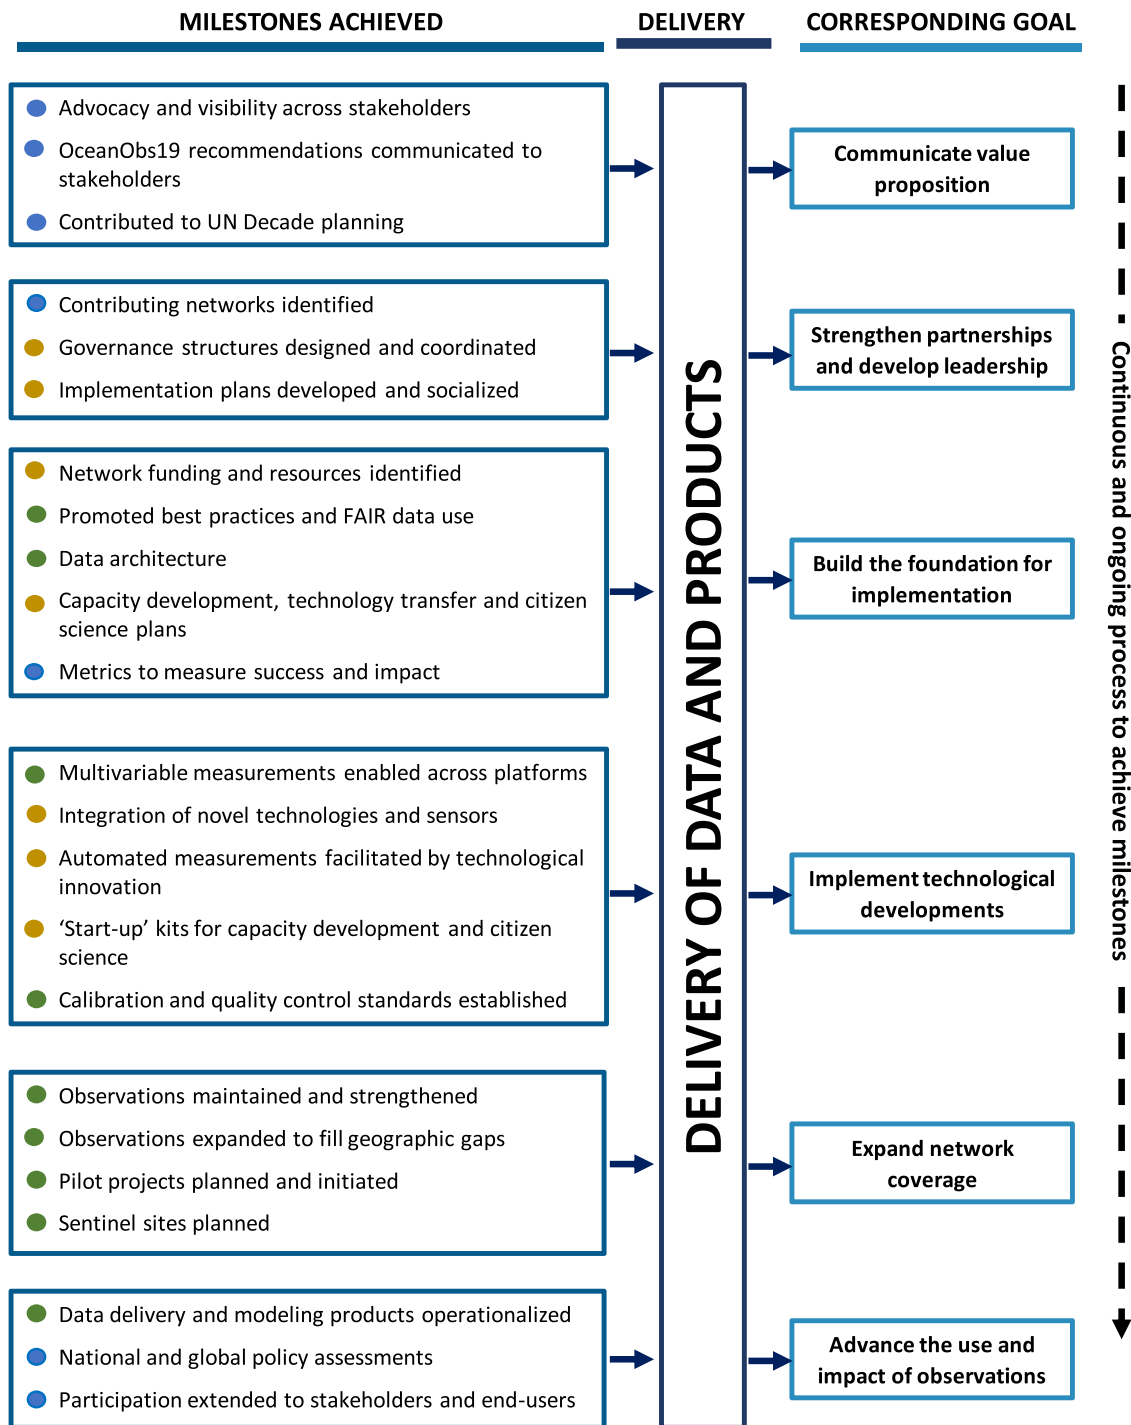 MILESTONES ACHIEVED
DELIVERY
CORRESPONDING GOAL
Advocacy and visibility across stakeholders
OceanObs19 recommendations communicated to
stakeholders
Contributed to UN Decade planning
Communicate value
proposition
Contributing networks identified
Governance structures designed and coordinated
Implementation plans developed and socialized
Strengthen partnerships
and develop leadership
Network funding and resources identified
Promoted best practices and FAIR data use
Data architecture
Capacity development, technology transfer and citizen
science plans
Metrics to measure success and impact
Build the foundation for
implementation
Multivariable measurements enabled across platforms
Integration of novel technologies and sensors
Automated measurements facilitated by technological
innovation
‘Start-up’ kits for capacity development and citizen
science
Calibration and quality control standards established
Implement technological
developments
Observations maintained and strengthened
Observations expanded to fill geographic gaps
Pilot projects planned and initiated
Sentinel sites planned
Expand network
coverage
Data delivery and modeling products operationalized
National and global policy assessments
Participation extended to stakeholders and end-users
Advance the use and
impact of observations
DELIVERY OF DATA AND PRODUCTS
Continuous and ongoing process to achieve milestones